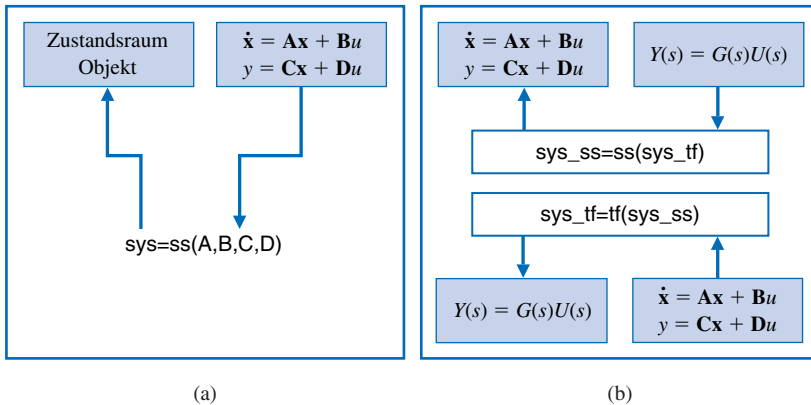 Zustandsraum
Objekt
ẋ = Ax + Bu
y = Cx + Du
sys=ss(A,B,C,D)
(a)
ẋ = Ax + Bu
y = Cx + Du
Y(s) = G(s)U(s)
sys_ss=ss(sys_tf)
sys_tf=tf(sys_ss)
Y(s) = G(s)U(s)
ẋ = Ax + Bu
y = Cx + Du
(b)